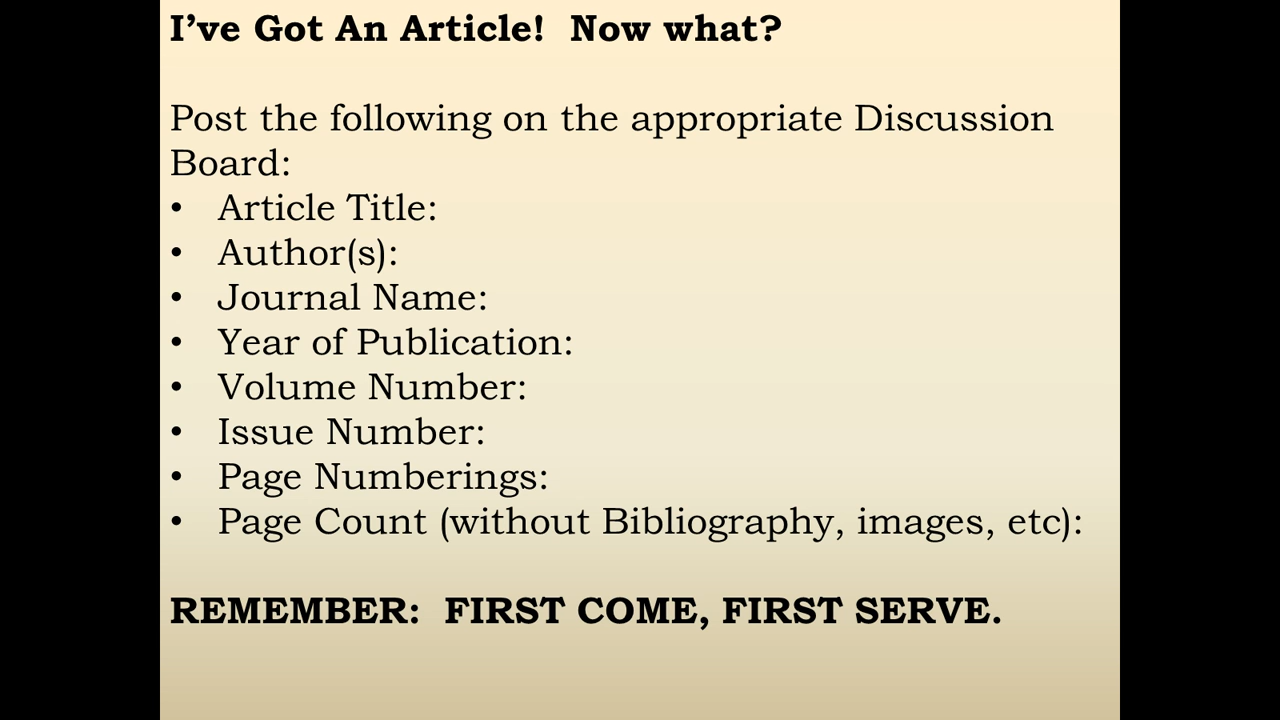 I’ve Got An Article!  Now what?
Post the following on the appropriate Discussion
Board:
• Article Title:
• Author(s):
• Journal Name:
• Year of Publication:
• Volume Number:
• Issue Number:
• Page Numberings:
• Page Count (without Bibliography, images, etc):
REMEMBER:  FIRST COME, FIRST SERVE.